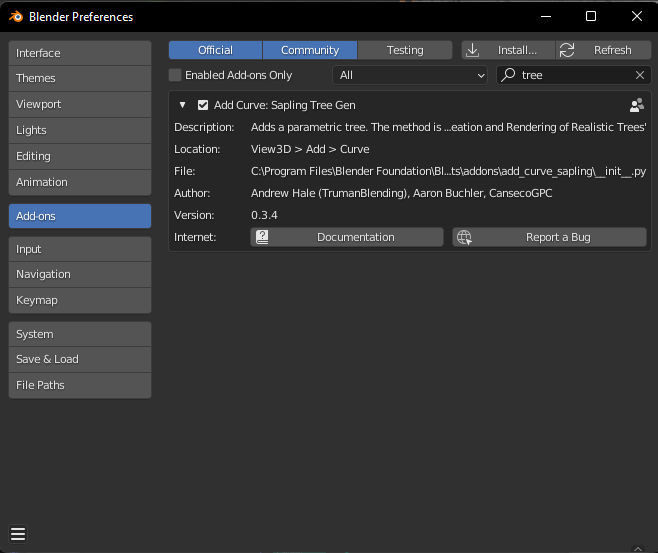 Blender Preferences
Interface
Themes
Viewport
Lights
Editing
Animation
Add-ons
Input
Navigation
Keymap
System
Save & Load
File Paths
Official Community Testing Install... Refresh
Enabled Add-ons Only All tree
Add Curve: Sapling Tree Gen
Description: Adds a parametric tree. The method is ...eation and Rendering of Realistic Trees'
Location: View3D > Add > Curve
File: C:\Program Files\Blender Foundation\Bl...ts\addons\add_curve_sapling\__init__.py
Author: Andrew Hale (TrumanBlending), Aaron Buchler, CansecoGPC
Version: 0.3.4
Internet: Documentation Report a Bug